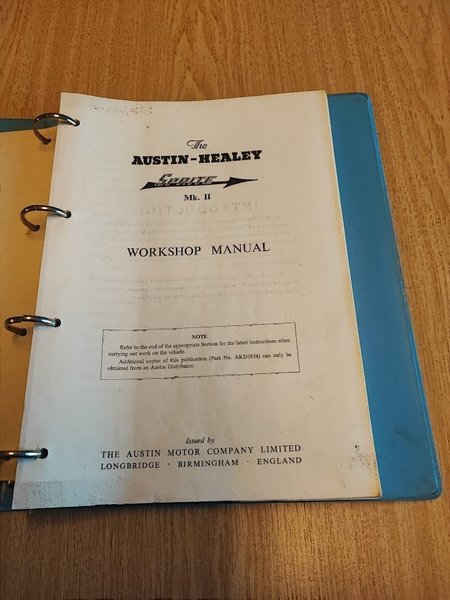 The
AUSTIN-HEALEY
SPRITE
Mk. II
INTRODUCTION
WORKSHOP MANUAL
NOTE
Refer to the end of the appropriate Section for the latest instructions when
carrying out work on the vehicle.
Additional copies of this publication (Part No. AKD1834) can only be
obtained from an Austin Distributor.
Issued by
THE AUSTIN MOTOR COMPANY LIMITED
LONGBRIDGE · BIRMINGHAM · ENGLAND